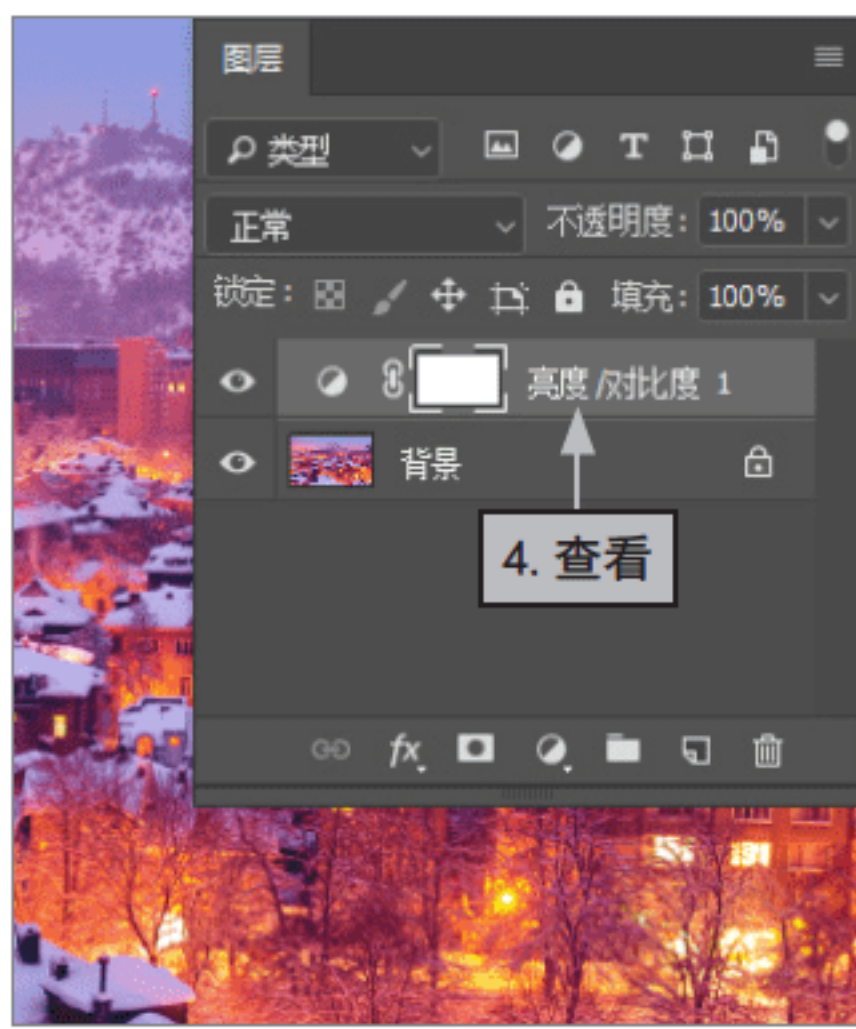 图层
类型
正常 不透明度: 100%
锁定: 填充: 100%
亮度/对比度 1
背景
4. 查看
fx